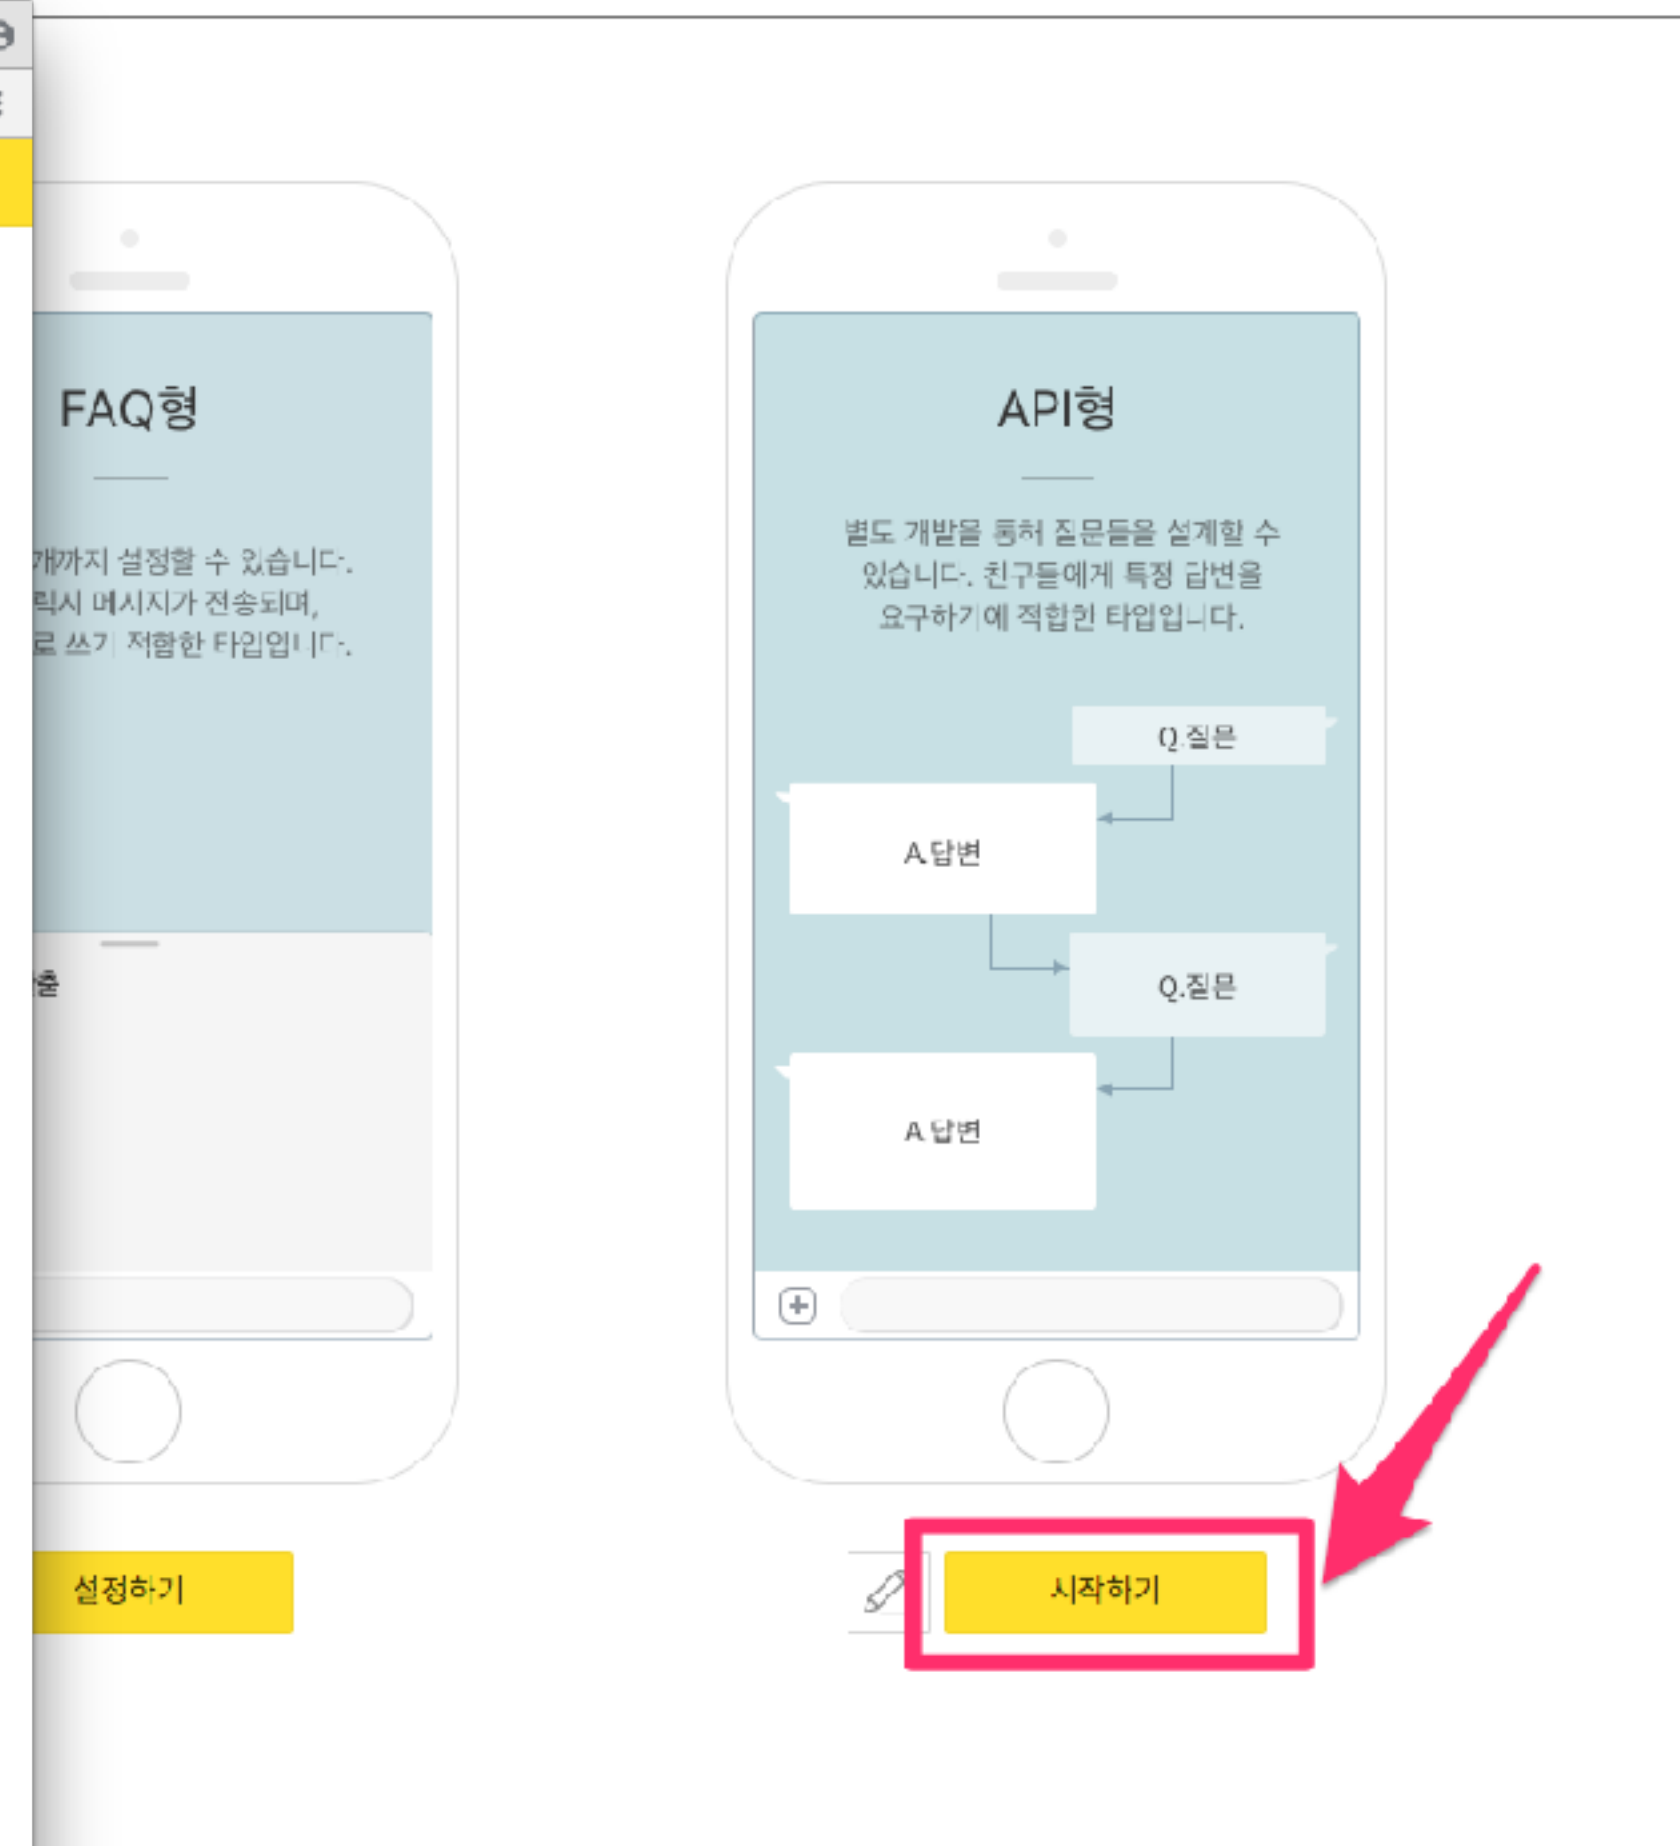 FAQ형
개까지 설정할 수 있습니다.
릭시 메시지가 전송되며,
로 쓰기 적합한 타입입니다.
설정하기
API형
별도 개발을 통해 질문들을 설계할 수
있습니다. 친구들에게 특정 답변을
요구하기에 적합한 타입입니다.
Q.질문
A.답변
Q.질문
A.답변
시작하기